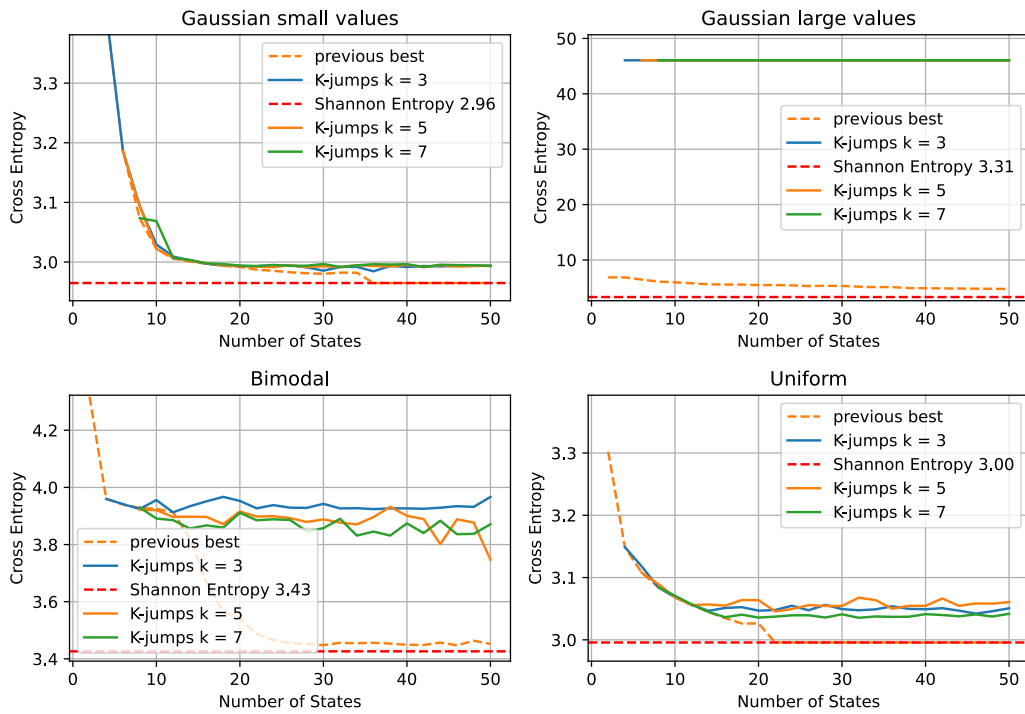 Gaussian small values
Cross Entropy
3.3
3.2
3.1
3.0
previous best
K-jumps k = 3
Shannon Entropy 2.96
K-jumps k = 5
K-jumps k = 7
0 10 20 30 40 50
Number of States
Gaussian large values
Cross Entropy
50
40
30
20
10
previous best
K-jumps k = 3
Shannon Entropy 3.31
K-jumps k = 5
K-jumps k = 7
0 10 20 30 40 50
Number of States
Bimodal
Cross Entropy
4.2
4.0
3.8
3.6
3.4
previous best
K-jumps k = 3
Shannon Entropy 3.43
K-jumps k = 5
K-jumps k = 7
0 10 20 30 40 50
Number of States
Uniform
Cross Entropy
3.3
3.2
3.1
3.0
previous best
K-jumps k = 3
Shannon Entropy 3.00
K-jumps k = 5
K-jumps k = 7
0 10 20 30 40 50
Number of States